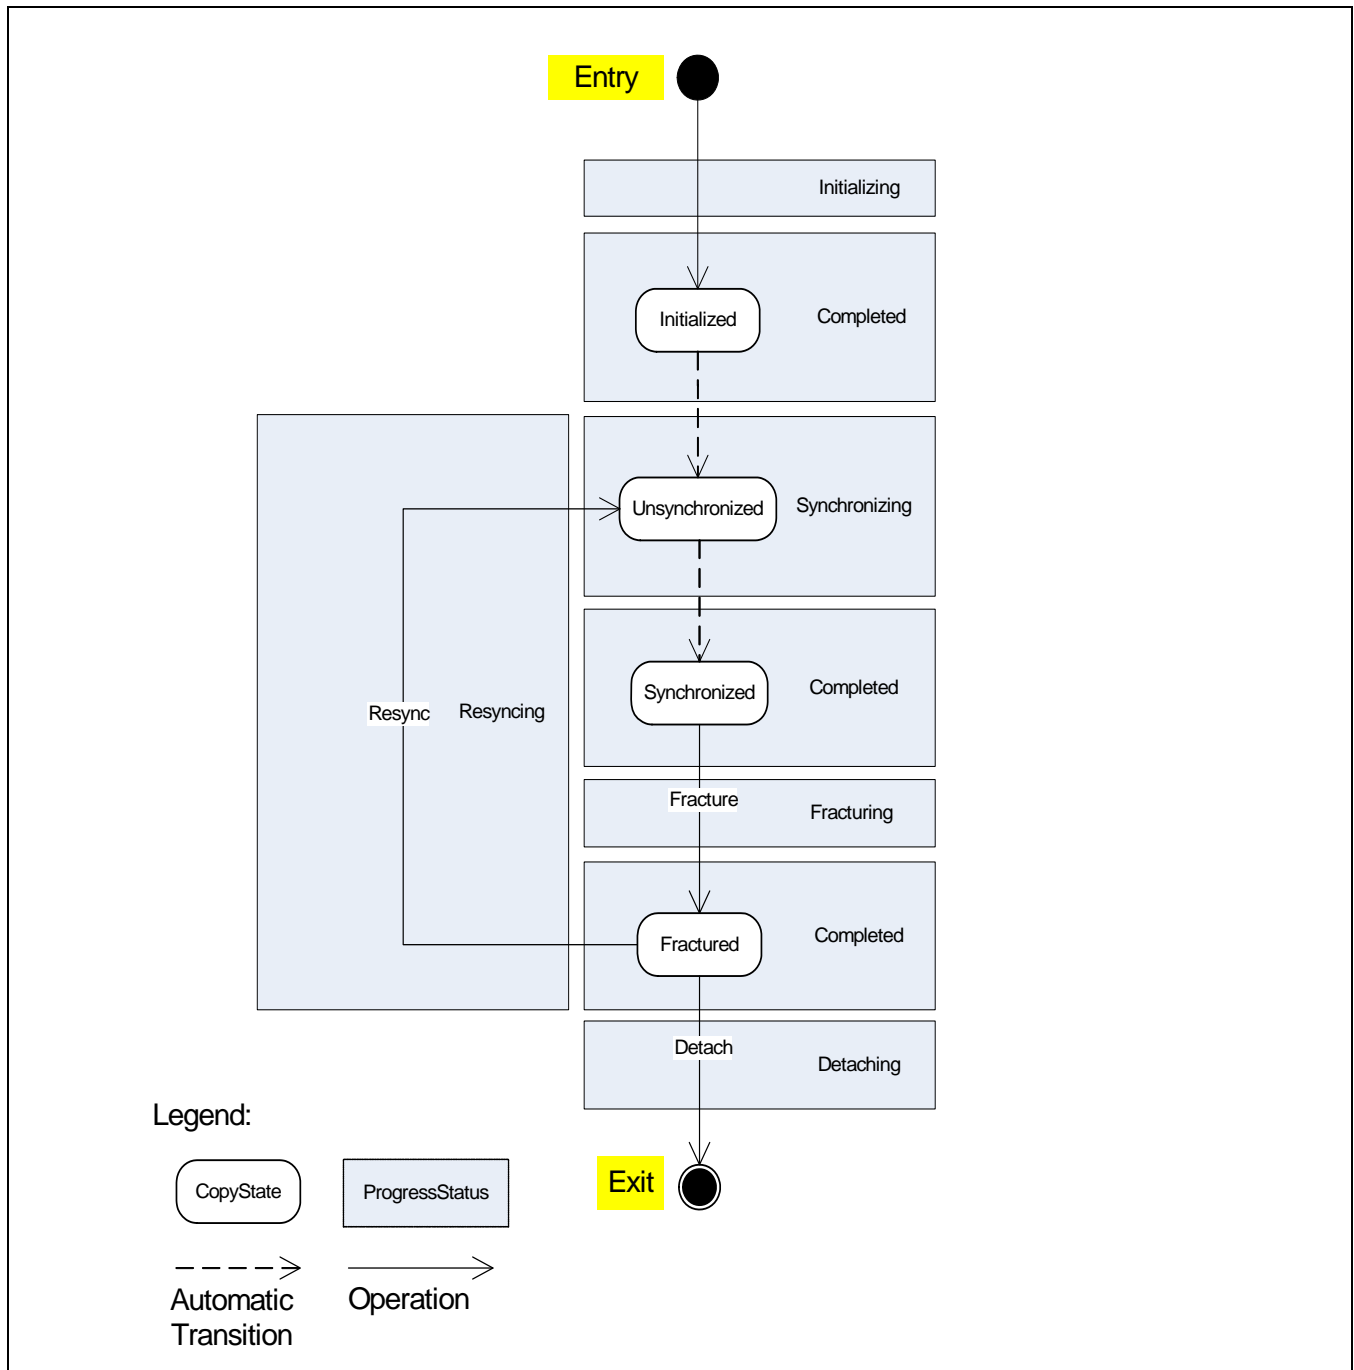 Entry
Initializing
Initialized
Completed
Unsynchronized
Synchronizing
Synchronized
Completed
Resync
Resyncing
Fracture
Fracturing
Fractured
Completed
Detach
Detaching
Legend:
Exit
CopyState
ProgressStatus
Automatic
Transition
Operation